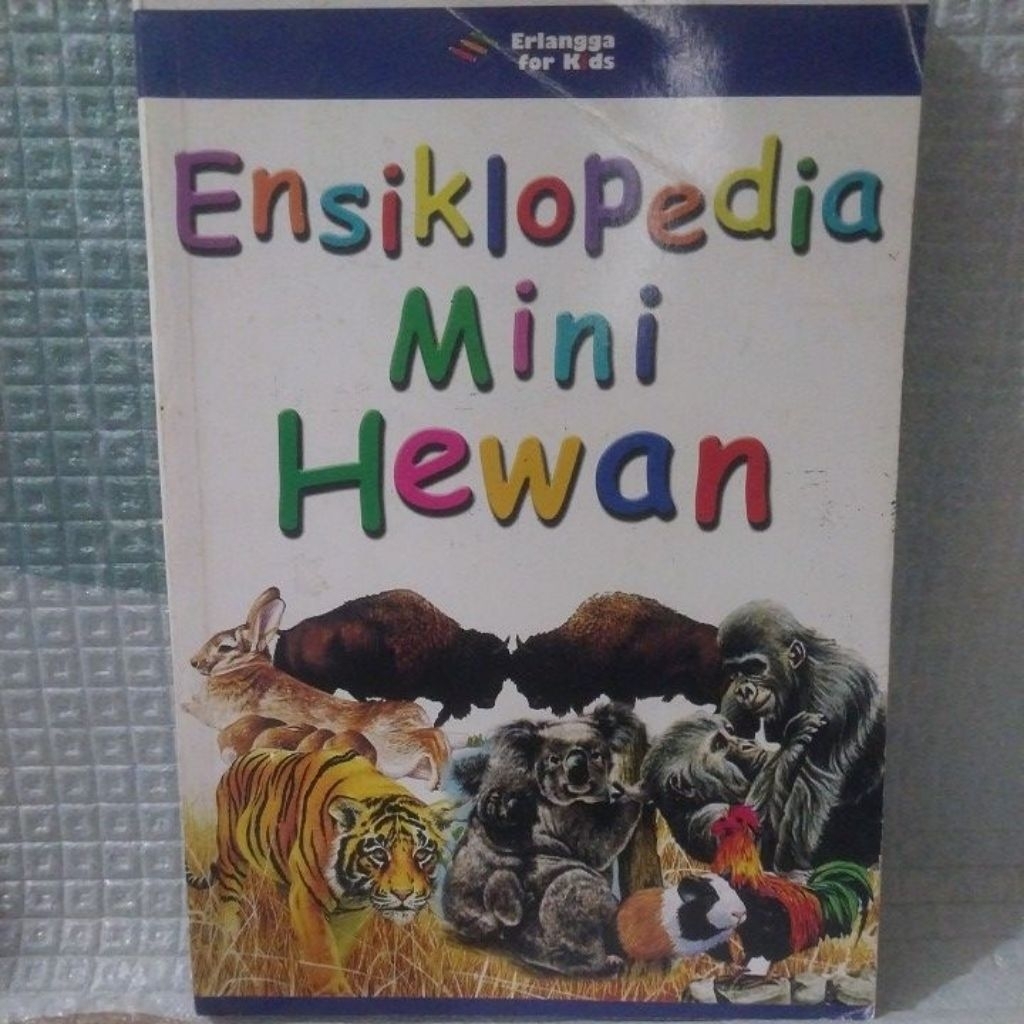 Erlangga
for Kids
Ensiklopedia
Mini
Hewan